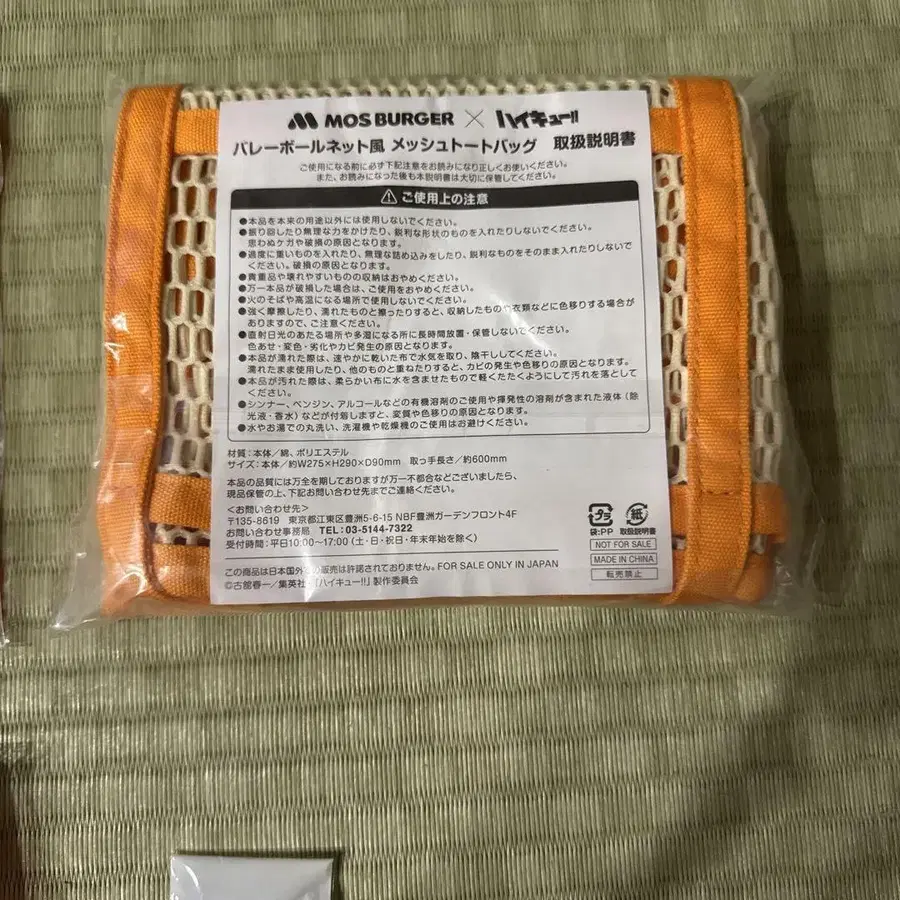 MOS BURGER × ハイキュー!!
バレーボールネット風 メッシュトートバッグ 取扱説明書
ご使用になる前に必ず下記注意をお読みになり正しくお使いください。
また、お読みになった後も本説明書は大切に保管してください。
ご使用上の注意
●本品を本来の用途以外には使用しないでください。
●振り回したり無理な力をかけたり、鋭利な形状のものを入れたりしないでください。
思わぬケガや破損の原因となります。
●過度に重いものを入れたり、無理な詰め込みをしたり、鋭利なものをそのまま入れたりしないで
ください。破損の原因となります。
●貴重品や壊れやすいものの収納はおやめください。
●万一本品が破損した場合は、ご使用をおやめください。
●火のそばや高温になる場所で使用しないでください。
●強く摩擦したり、濡れたものと擦ったりすると、収納したものや衣類などに色移りする場合が
ありますので、ご注意ください。
●直射日光のあたる場所や多湿になる所に長時間放置・保管しないでください。
色あせ・変色・劣化やカビ発生の原因となります。
●本品が濡れた際は、速やかに乾いた布で水気を取り、陰干ししてください。
濡れたまま使用したり、他のものと重ねたりすると、カビの発生や色移りの原因となります。
●本品が汚れた際は、柔らかい布に水を含ませたもので軽くたたくようにして汚れを落として
ください。
●シンナー、ベンジン、アルコールなどの有機溶剤のご使用や揮発性の溶剤が含まれた液体（除
光液・香水）などが付着しますと、変質や色移りの原因となります。
●水やお湯での丸洗い、洗濯機や乾燥機のご使用はお避けください。
材質：本体／綿、ポリエステル
サイズ：本体／約W275×H290×D90mm 取っ手長さ／約600mm
本品の品質には万全を期しておりますが万一不都合などございましたら、
現品保管の上、下記お問い合わせ先までご連絡ください。
＜お問い合わせ先＞
〒135-8619 東京都江東区豊洲5-6-15 NBF豊洲ガーデンフロント4F
お問い合わせ事務局 TEL：03-5144-7322
受付時間：平日10:00～17:00（土・日・祝日・年末年始を除く）
この商品は日本国外での販売は許諾されておりません。FOR SALE ONLY IN JAPAN
©古舘春一／集英社・「ハイキュー!!」製作委員会
プラ
袋：PP
紙
取扱説明書
NOT FOR SALE
MADE IN CHINA
転売禁止